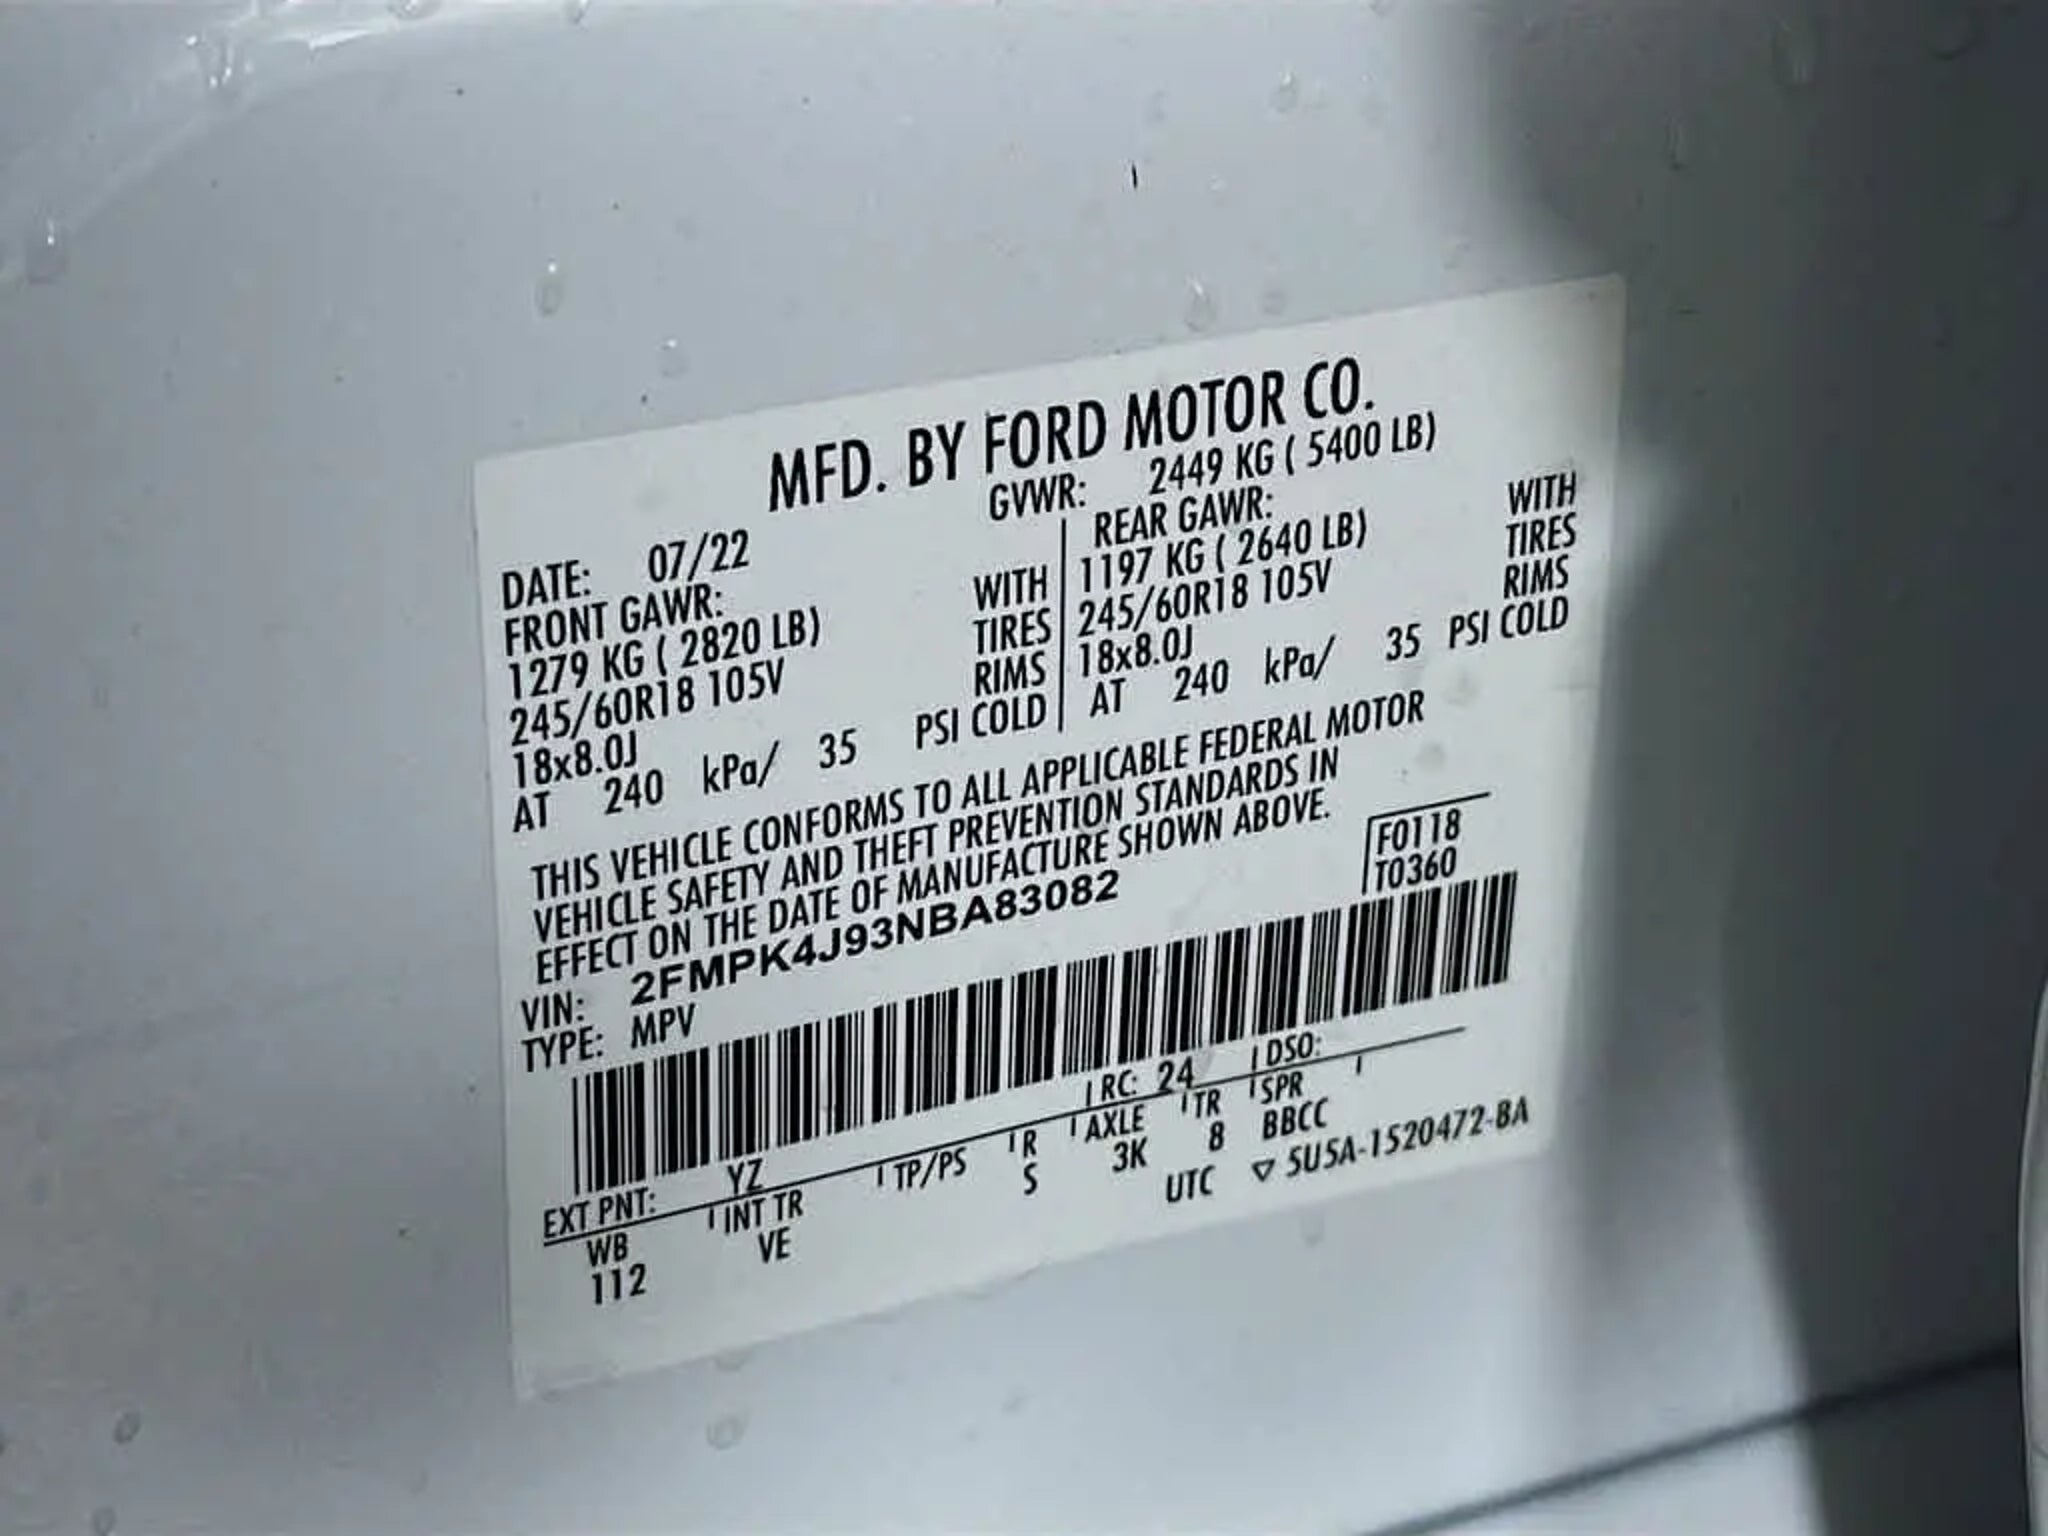 MFD. BY FORD MOTOR CO.
DATE: 07/22 GVWR: 2449 KG ( 5400 LB)
FRONT GAWR: REAR GAWR:
1279 KG ( 2820 LB) WITH 1197 KG ( 2640 LB) WITH
245/60R18 105V TIRES 245/60R18 105V TIRES
18x8.0J RIMS 18x8.0J RIMS
AT 240 kPa/ 35 PSI COLD AT 240 kPa/ 35 PSI COLD
THIS VEHICLE CONFORMS TO ALL APPLICABLE FEDERAL MOTOR
VEHICLE SAFETY AND THEFT PREVENTION STANDARDS IN
EFFECT ON THE DATE OF MANUFACTURE SHOWN ABOVE.
F0118
T0360
VIN: 2FMPK4J93NBA83082
TYPE: MPV
EXT PNT: YZ RC: 24 DSO:
WB INT TR TP/PS R AXLE TR SPR
112 VE S 3K 8 BBCC
UTC ▽ 5U5A-1520472-BA